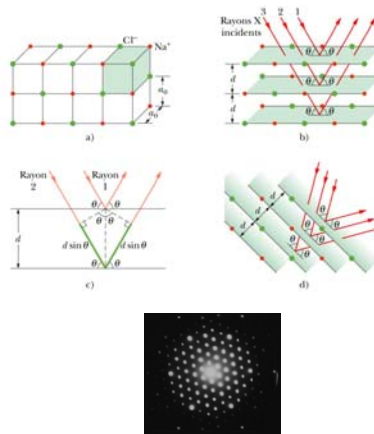 Cl⁻
Na⁺
a₀
a₀
a)
Rayons X
incidents
3
2
1
d
d
θ
θ
θ
θ
θ
θ
b)
Rayon
2
Rayon
1
θ
θ
θ
θ
d
d sin θ
d sin θ
θ
θ
c)
d
d
θ
θ
θ
θ
θ
θ
d)